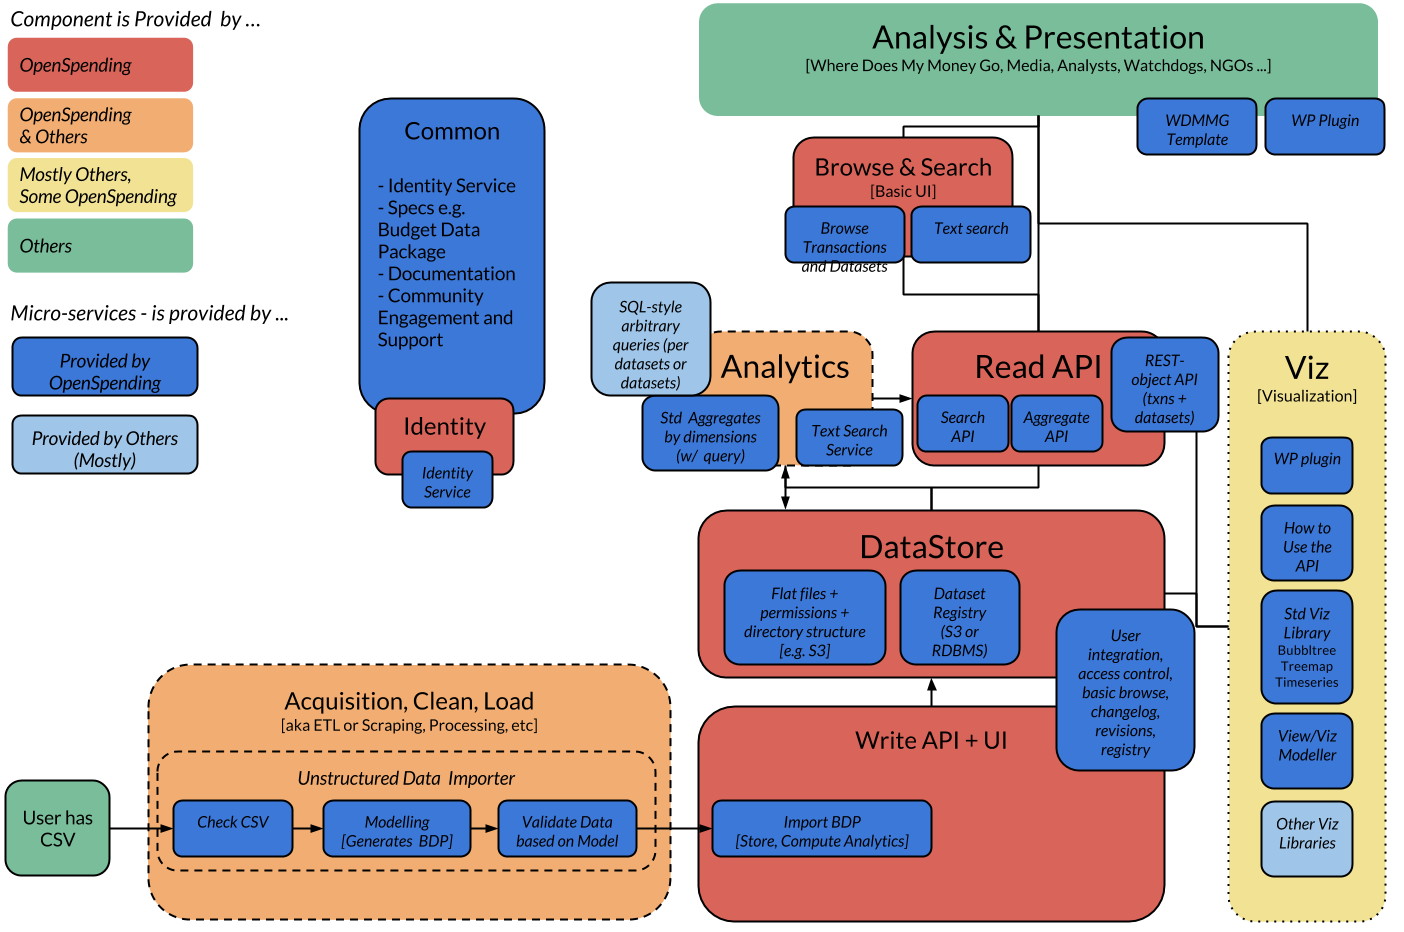 Component is Provided by ...
OpenSpending
OpenSpending
& Others
Mostly Others,
Some OpenSpending
Others
Micro-services - is provided by ...
Provided by
OpenSpending
Provided by Others
(Mostly)
Common
- Identity Service
- Specs e.g.
Budget Data
Package
- Documentation
- Community
Engagement and
Support
Identity
Identity
Service
Analysis & Presentation
[Where Does My Money Go, Media, Analysts, Watchdogs, NGOs ...]
WDMMG
Template
WP Plugin
Browse & Search
[Basic UI]
Browse
Transactions
and Datasets
Text search
SQL-style
arbitrary
queries (per
datasets or
datasets)
Analytics
Std Aggregates
by dimensions
(w/ query)
Text Search
Service
Read API
Search
API
Aggregate
API
REST-
object API
(txns +
datasets)
Viz
[Visualization]
WP plugin
How to
Use the
API
Std Viz
Library
Bubbltree
Treemap
Timeseries
View/Viz
Modeller
Other Viz
Libraries
DataStore
Flat files +
permissions +
directory structure
[e.g. S3]
Dataset
Registry
(S3 or
RDBMS)
User
integration,
access control,
basic browse,
changelog,
revisions,
registry
Write API + UI
Import BDP
[Store, Compute Analytics]
Acquisition, Clean, Load
[aka ETL or Scraping, Processing, etc]
Unstructured Data Importer
User has
CSV
Check CSV
Modelling
[Generates BDP]
Validate Data
based on Model